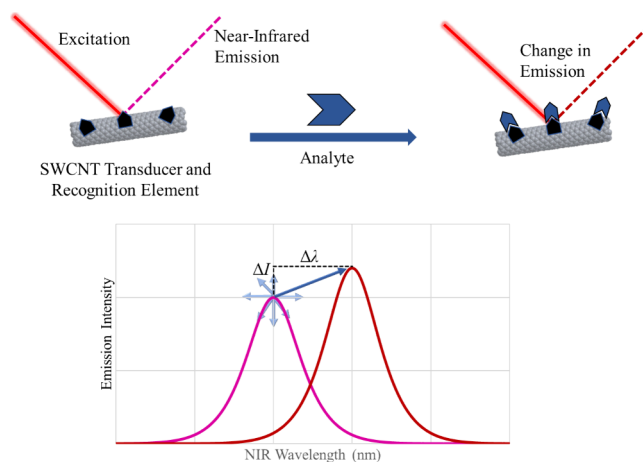 Excitation
Near-Infrared
Emission
SWCNT Transducer and
Recognition Element
Analyte
Change in
Emission
ΔI
Δλ
Emission Intensity
NIR Wavelength (nm)